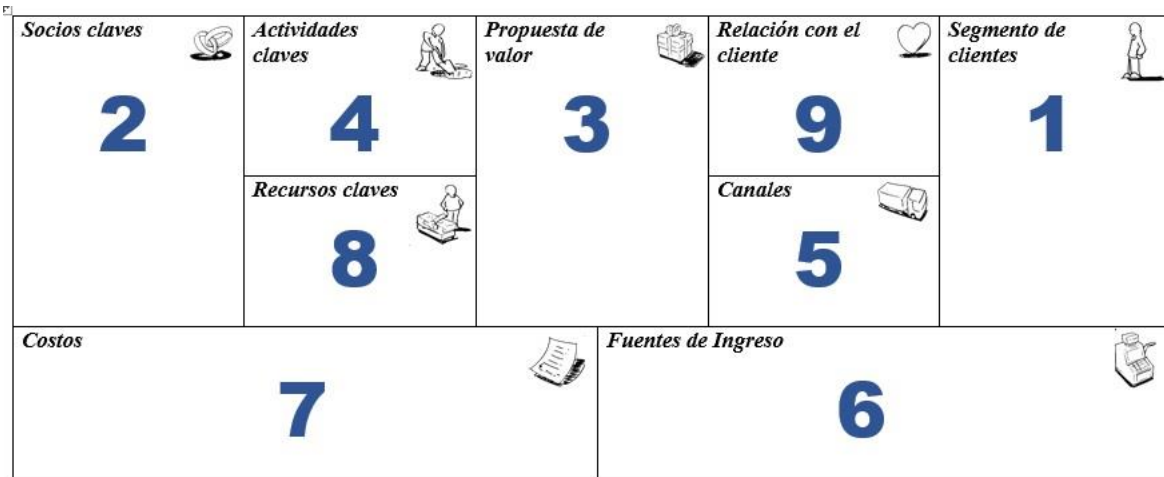 Socios claves
2
Actividades
claves
4
Propuesta de
valor
3
Relación con el
cliente
9
Segmento de
clientes
1
Recursos claves
8
Canales
5
Costos
7
Fuentes de Ingreso
6